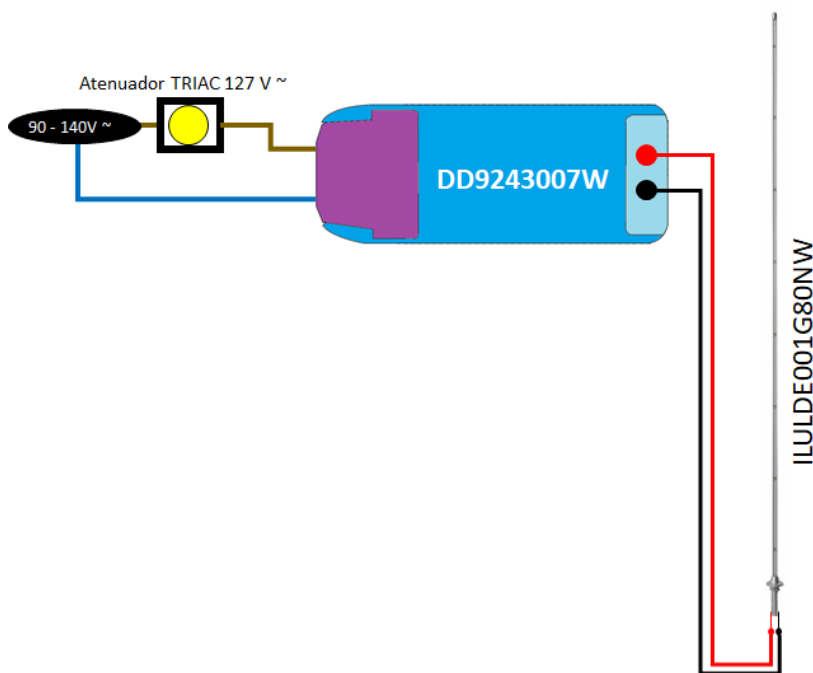 Atenuador TRIAC 127 V ~
90 - 140V ~
DD9243007W
ILULDE001G80NW